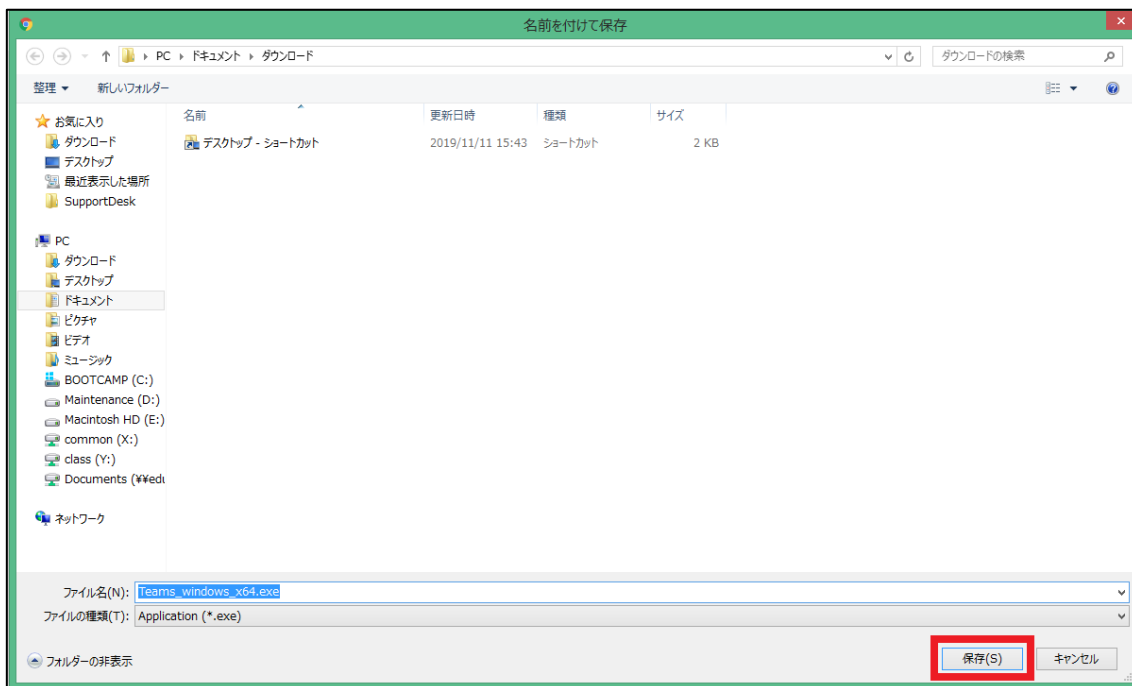 名前を付けて保存
PC ドキュメント ダウンロード
ダウンロードの検索
整理 新しいフォルダー
名前 更新日時 種類 サイズ
デスクトップ - ショートカット 2019/11/11 15:43 ショートカット 2 KB
お気に入り
ダウンロード
デスクトップ
最近表示した場所
SupportDesk
PC
ダウンロード
デスクトップ
ドキュメント
ピクチャ
ビデオ
ミュージック
BOOTCAMP (C:)
Maintenance (D:)
Macintosh HD (E:)
common (X:)
class (Y:)
Documents (¥¥edu
ネットワーク
ファイル名(N): Teams_windows_x64.exe
ファイルの種類(T): Application (*.exe)
フォルダーの非表示
保存(S) キャンセル